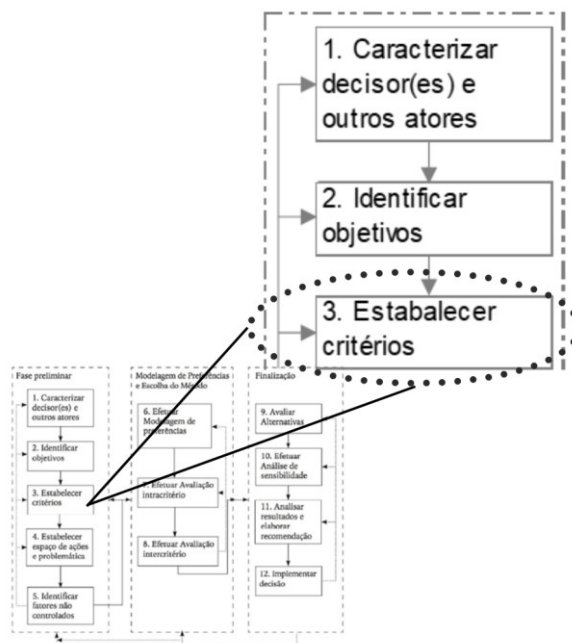 1. Caracterizar
decisor(es) e
outros atores
2. Identificar
objetivos
3. Estabalecer
critérios
Fase preliminar
1. Caracterizar
decisor(es) e
outros atores
2. Identificar
objetivos
3. Estabelecer
critérios
4. Estabelecer
espaço de ações
e problemática
5. Identificar
fatores não
controlados
Modelagem de Preferências
e Escolha do Método
6. Efetuar
Modelagem de
preferências
7. Efetuar Avaliação
intracritério
8. Efetuar Avaliação
intercritério
Finalização
9. Avaliar
Alternativas
10. Efetuar
Análise de
sensibilidade
11. Analisar
resultados e
elaborar
recomendação
12. Implementar
decisão